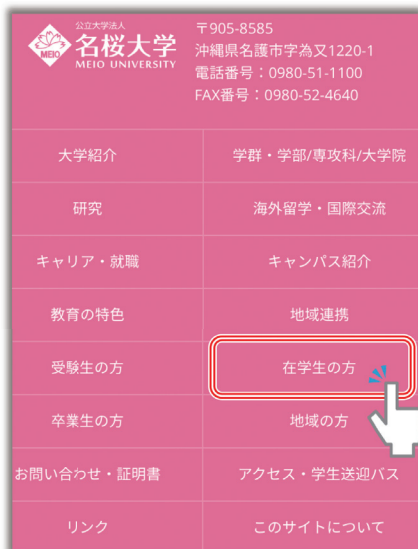 公立大学法人
名桜大学
MEIO
MEIO UNIVERSITY
〒905-8585
沖縄県名護市字為又1220-1
電話番号：0980-51-1100
FAX番号：0980-52-4640
大学紹介
学群・学部/専攻科/大学院
研究
海外留学・国際交流
キャリア・就職
キャンパス紹介
教育の特色
地域連携
受験生の方
在学生の方
卒業生の方
地域の方
お問い合わせ・証明書
アクセス・学生送迎バス
リンク
このサイトについて